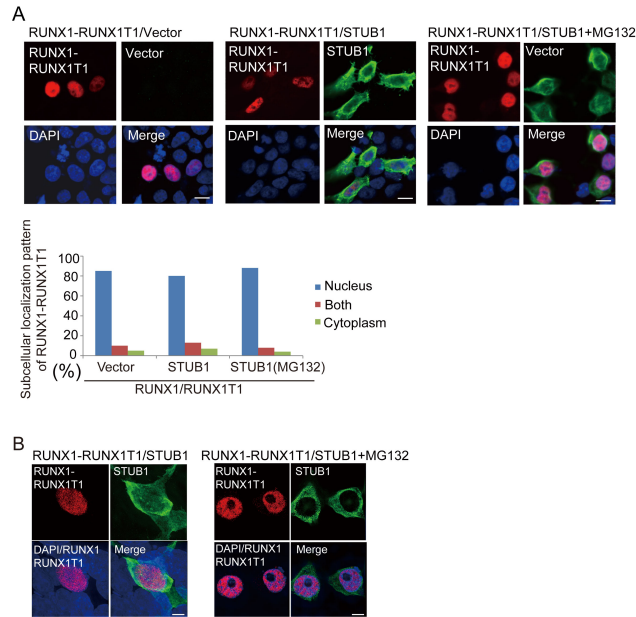 A
RUNX1-RUNX1T1/Vector
RUNX1-
RUNX1T1
Vector
DAPI
Merge
RUNX1-RUNX1T1/STUB1
RUNX1-
RUNX1T1
STUB1
DAPI
Merge
RUNX1-RUNX1T1/STUB1+MG132
RUNX1-
RUNX1T1
Vector
DAPI
Merge
Subcellular localization pattern
of RUNX1-RUNX1T1
100
80
60
40
20
0
(%)
Vector
STUB1
STUB1(MG132)
RUNX1/RUNX1T1
Nucleus
Both
Cytoplasm
B
RUNX1-RUNX1T1/STUB1
RUNX1-
RUNX1T1
STUB1
DAPI/RUNX1
RUNX1T1
Merge
RUNX1-RUNX1T1/STUB1+MG132
RUNX1-
RUNX1T1
STUB1
DAPI/RUNX1
RUNX1T1
Merge